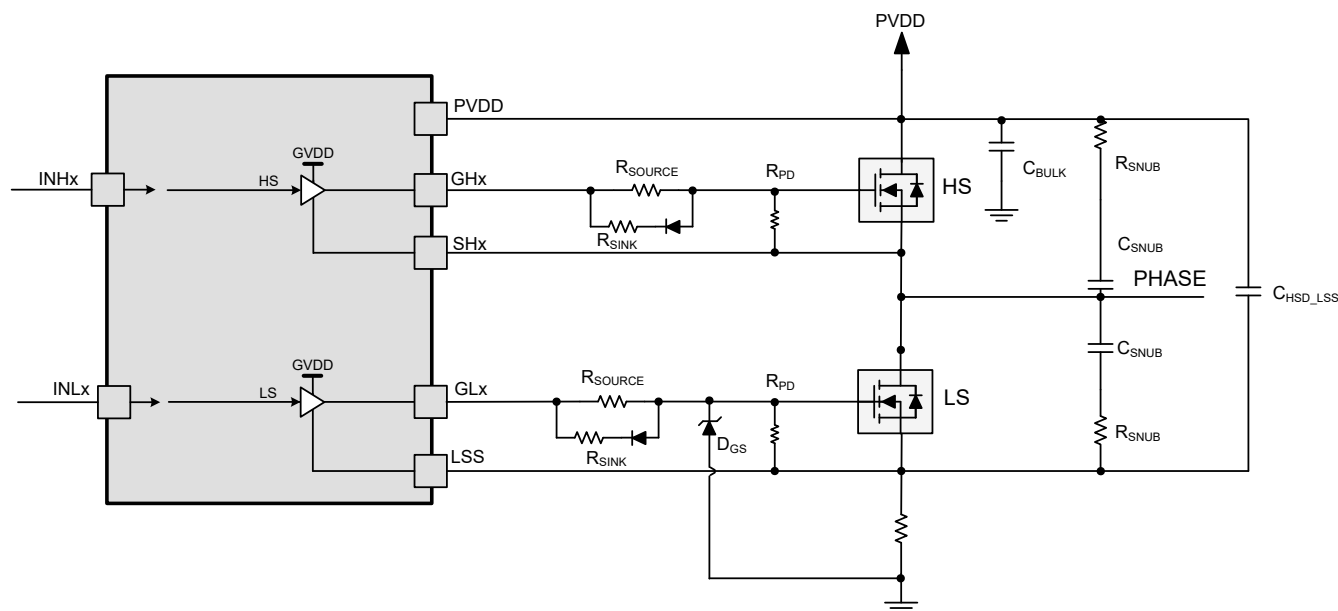 PVDD
PVDD
GVDD
INHx
HS
GHx
RSOURCE
RPD
HS
CBULK
RSNUB
RSINK
SHx
CSNUB
PHASE
CHSD_LSS
GVDD
INLx
LS
GLx
RSOURCE
RPD
LS
CSNUB
RSINK
DGS
RSNUB
LSS